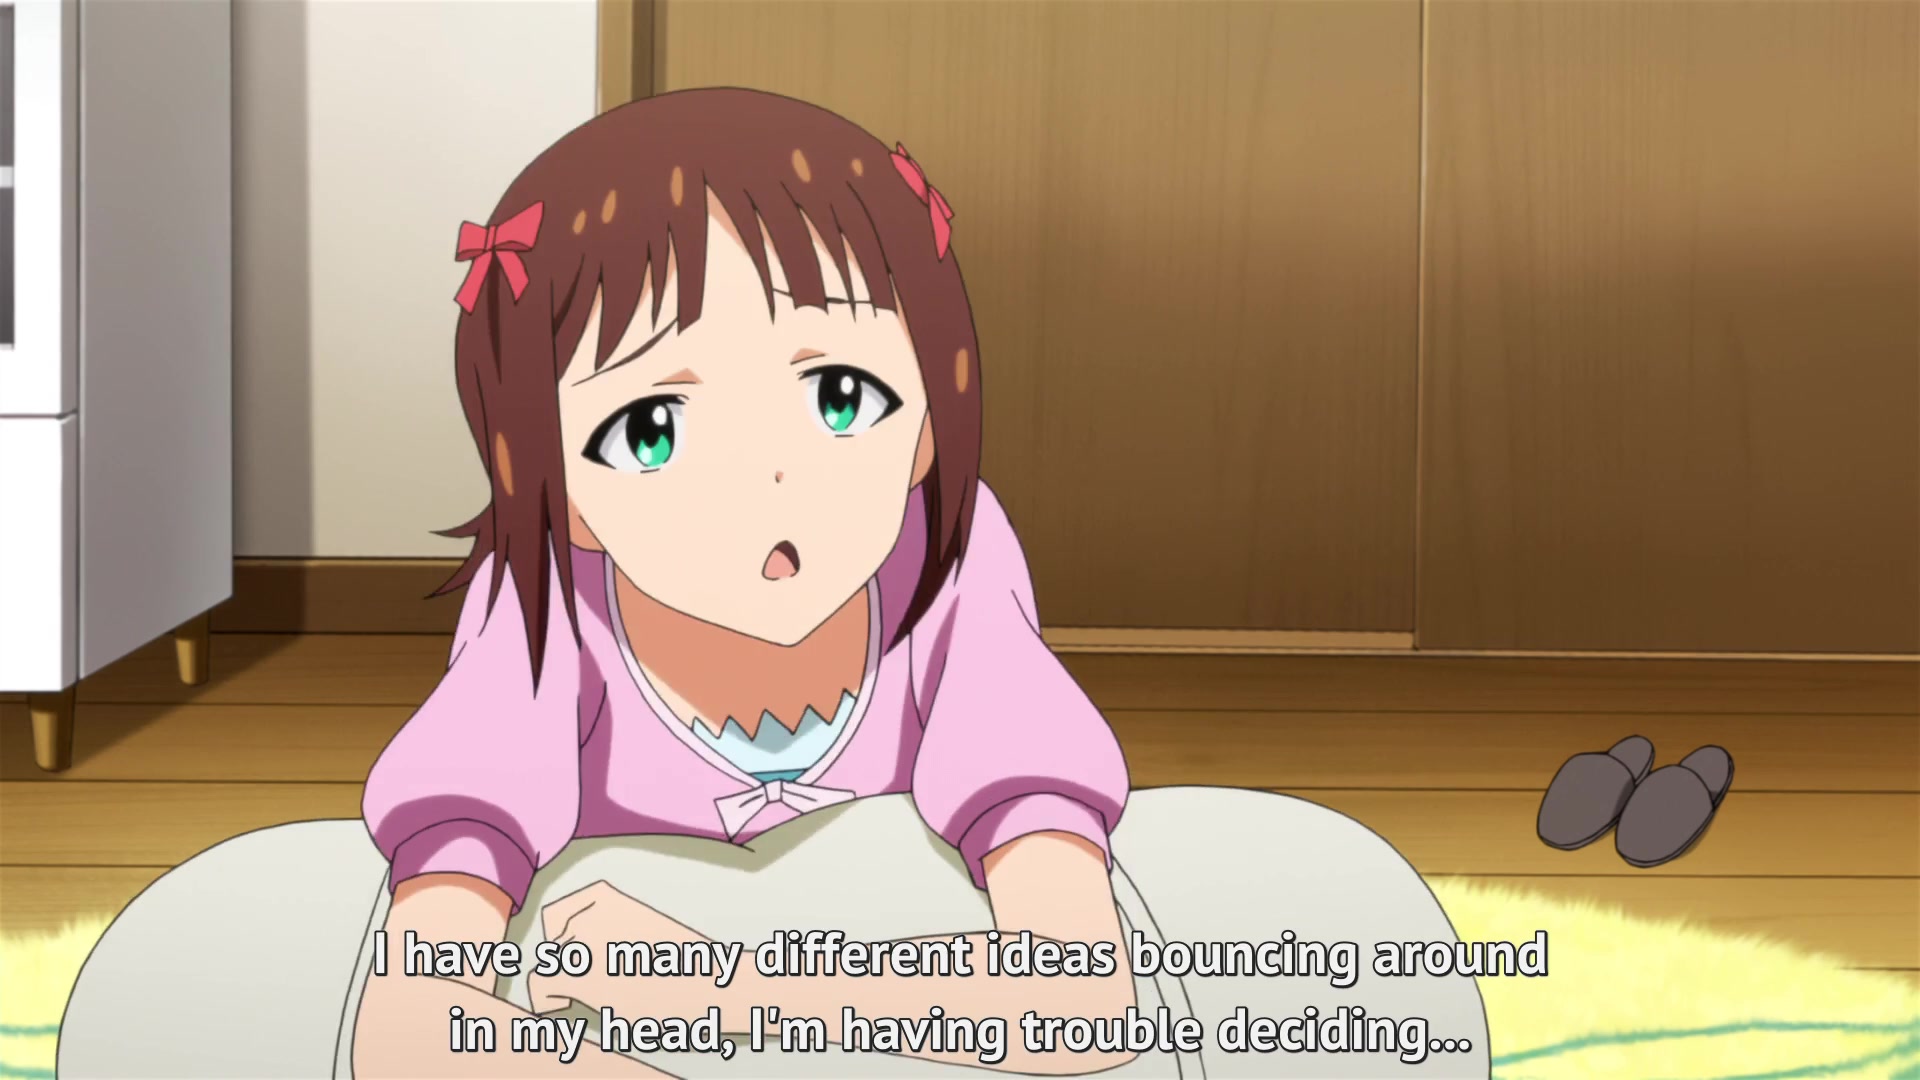 I have so many different ideas bouncing around
in my head, I'm having trouble deciding...